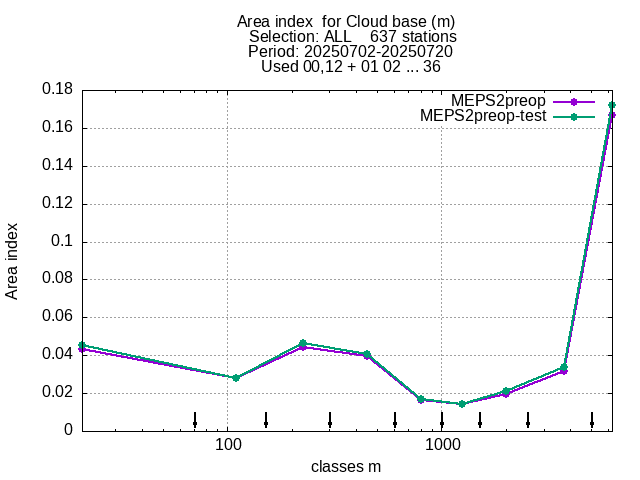 Area index  for Cloud base (m)
Selection: ALL    637 stations
Period: 20250702-20250720
Used 00,12 + 01 02 ... 36
MEPS2preop
MEPS2preop-test
0.18
0.16
0.14
0.12
0.1
0.08
0.06
0.04
0.02
0
Area index
100
1000
classes m